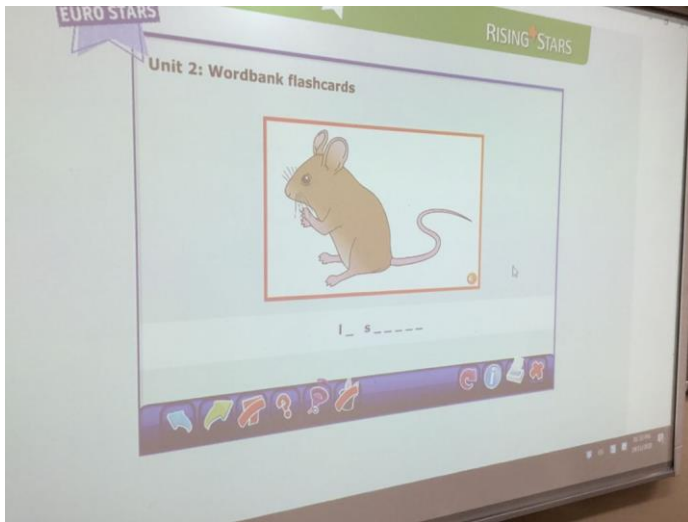 EURO STARS
RISING STARS
Unit 2: Wordbank flashcards
l_ s_____